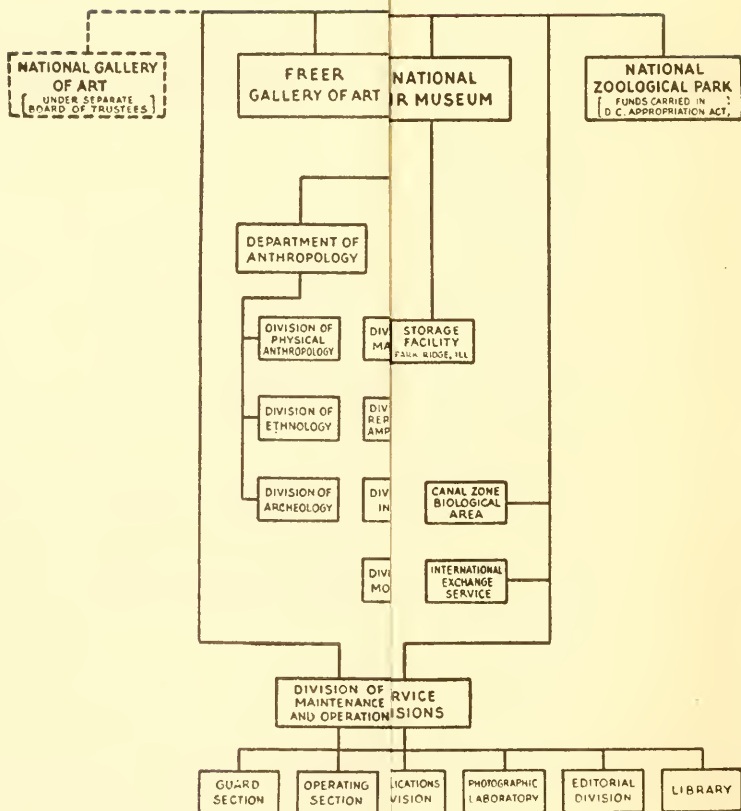 NATIONAL GALLERY
OF ART
[ UNDER SEPARATE
BOARD OF TRUSTEES ]
FREER
GALLERY OF ART
NATIONAL
IR MUSEUM
NATIONAL
ZOOLOGICAL PARK
[ FUNDS CARRIED IN
D.C. APPROPRIATION ACT, ]
DEPARTMENT OF
ANTHROPOLOGY
DIVISION OF
PHYSICAL
ANTHROPOLOGY
DIV
MA
STORAGE
FACILITY
PARK RIDGE, ILL
DIVISION OF
ETHNOLOGY
DIV
REP
AMP
DIVISION OF
ARCHEOLOGY
DIV
IN
CANAL ZONE
BIOLOGICAL
AREA
DIVI
MO
INTERNATIONAL
EXCHANGE
SERVICE
DIVISION OF
MAINTENANCE
AND OPERATION
RVICE
ISIONS
GUARD
SECTION
OPERATING
SECTION
LICATIONS
VISION
PHOTOGRAPHIC
LABORATORY
EDITORIAL
DIVISION
LIBRARY